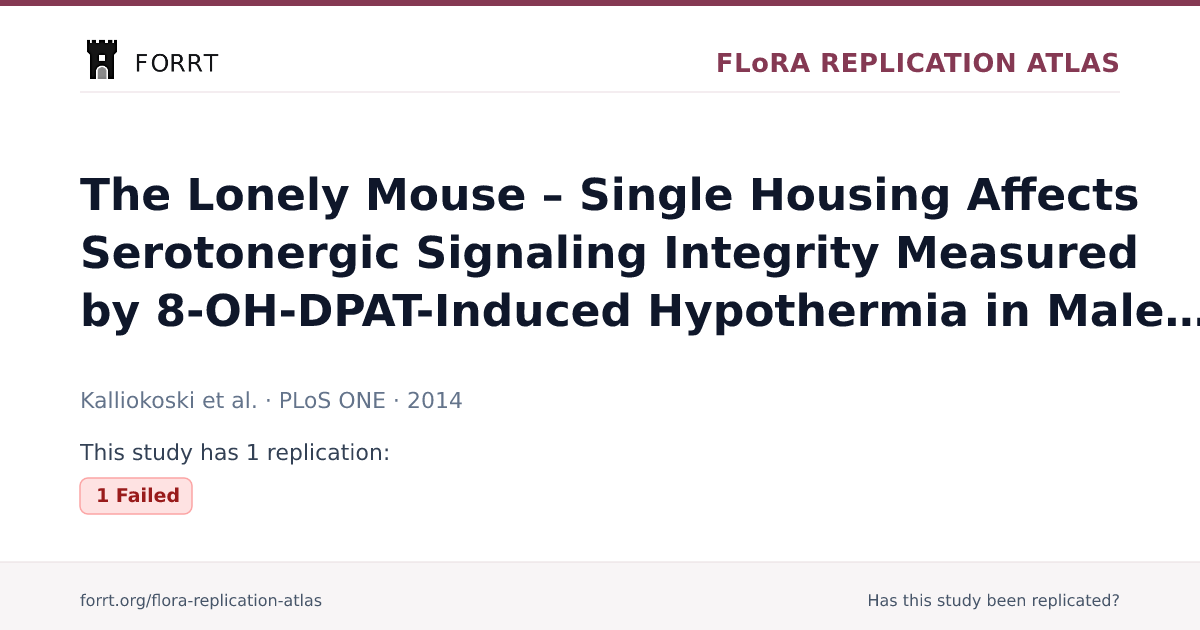 FORRT
FLoRA REPLICATION ATLAS
The Lonely Mouse – Single Housing Affects
Serotonergic Signaling Integrity Measured
by 8-OH-DPAT-Induced Hypothermia in Male…
Kalliokoski et al. · PLoS ONE · 2014
This study has 1 replication:
1 Failed
forrt.org/flora-replication-atlas
Has this study been replicated?